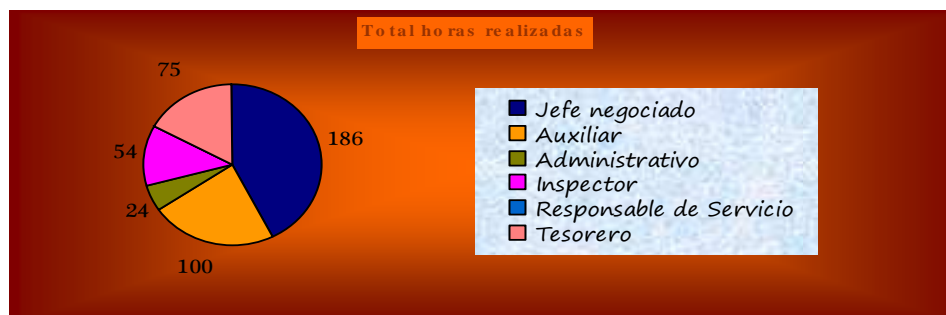 Total horas realizadas
75
186
54
24
100
Jefe negociado
Auxiliar
Administrativo
Inspector
Responsable de Servicio
Tesorero